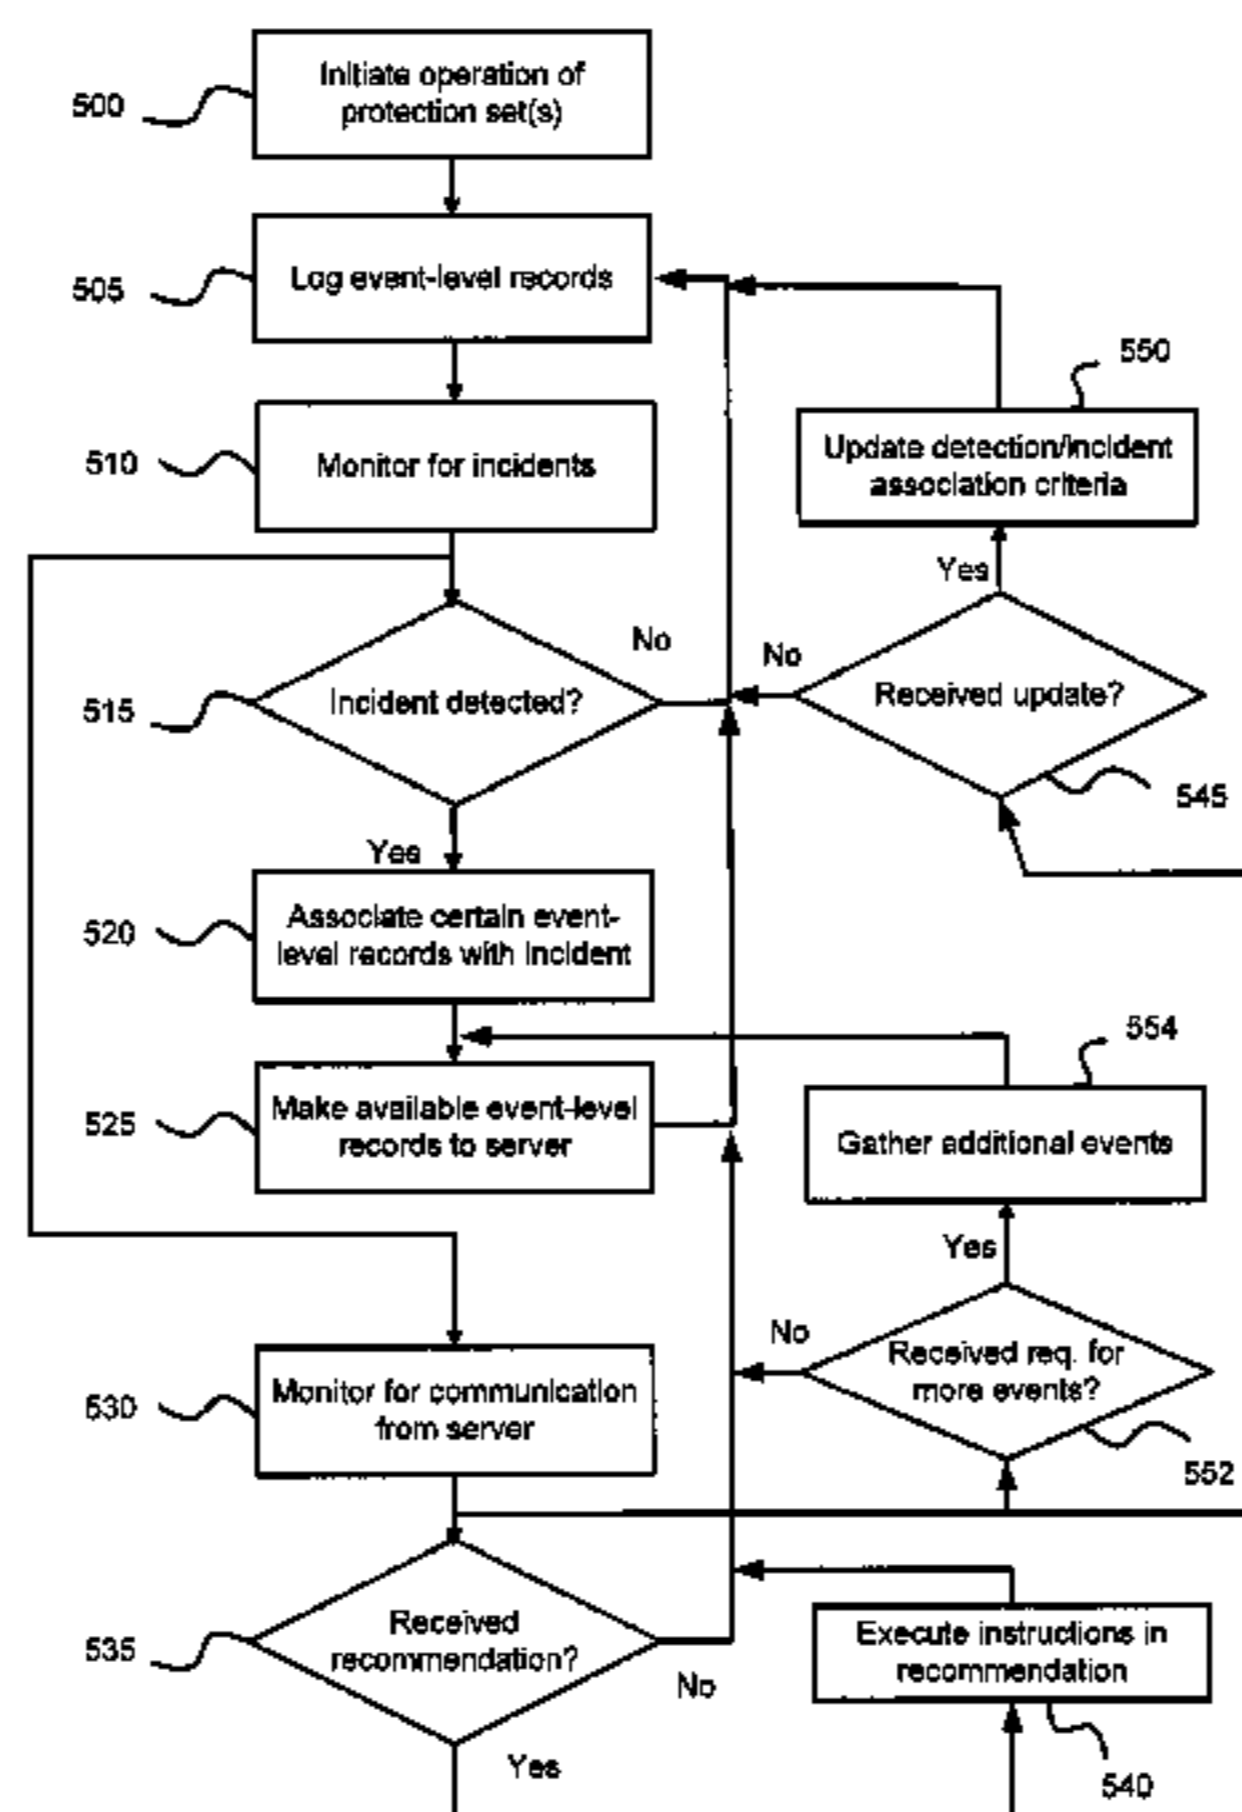 500
Initiate operation of
protection set(s)
505
Log event-level records
550
Update detection/incident
association criteria
510
Monitor for incidents
Yes
No
No
515
Incident detected?
Received update?
545
Yes
520
Associate certain event-
level records with incident
554
525
Make available event-level
records to server
Gather additional events
Yes
No
530
Monitor for communication
from server
Received req. for
more events?
552
535
Received
recommendation?
Execute instructions in
recommendation
No
Yes
540